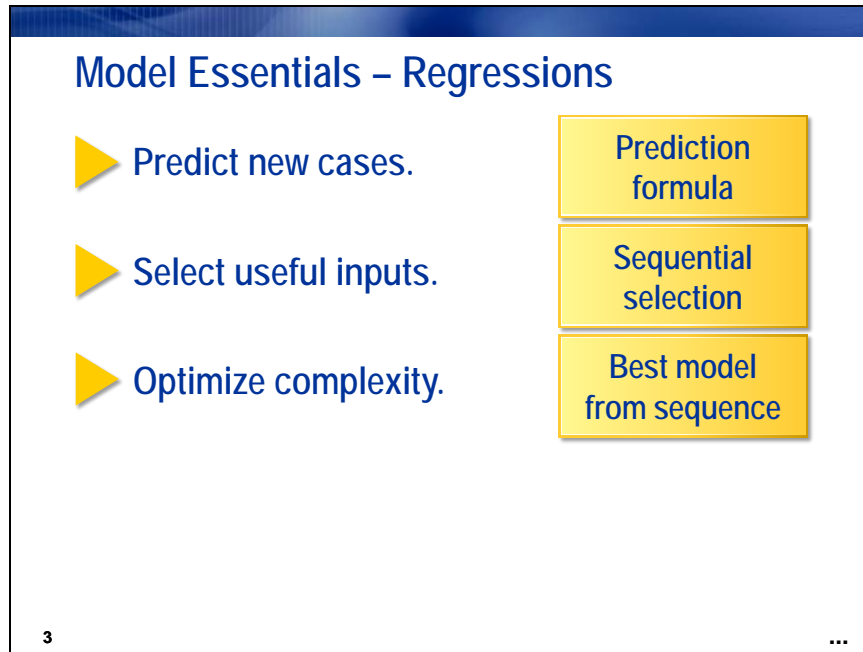 Model Essentials – Regressions
Predict new cases.
Prediction
formula
Select useful inputs.
Sequential
selection
Optimize complexity.
Best model
from sequence
3
...